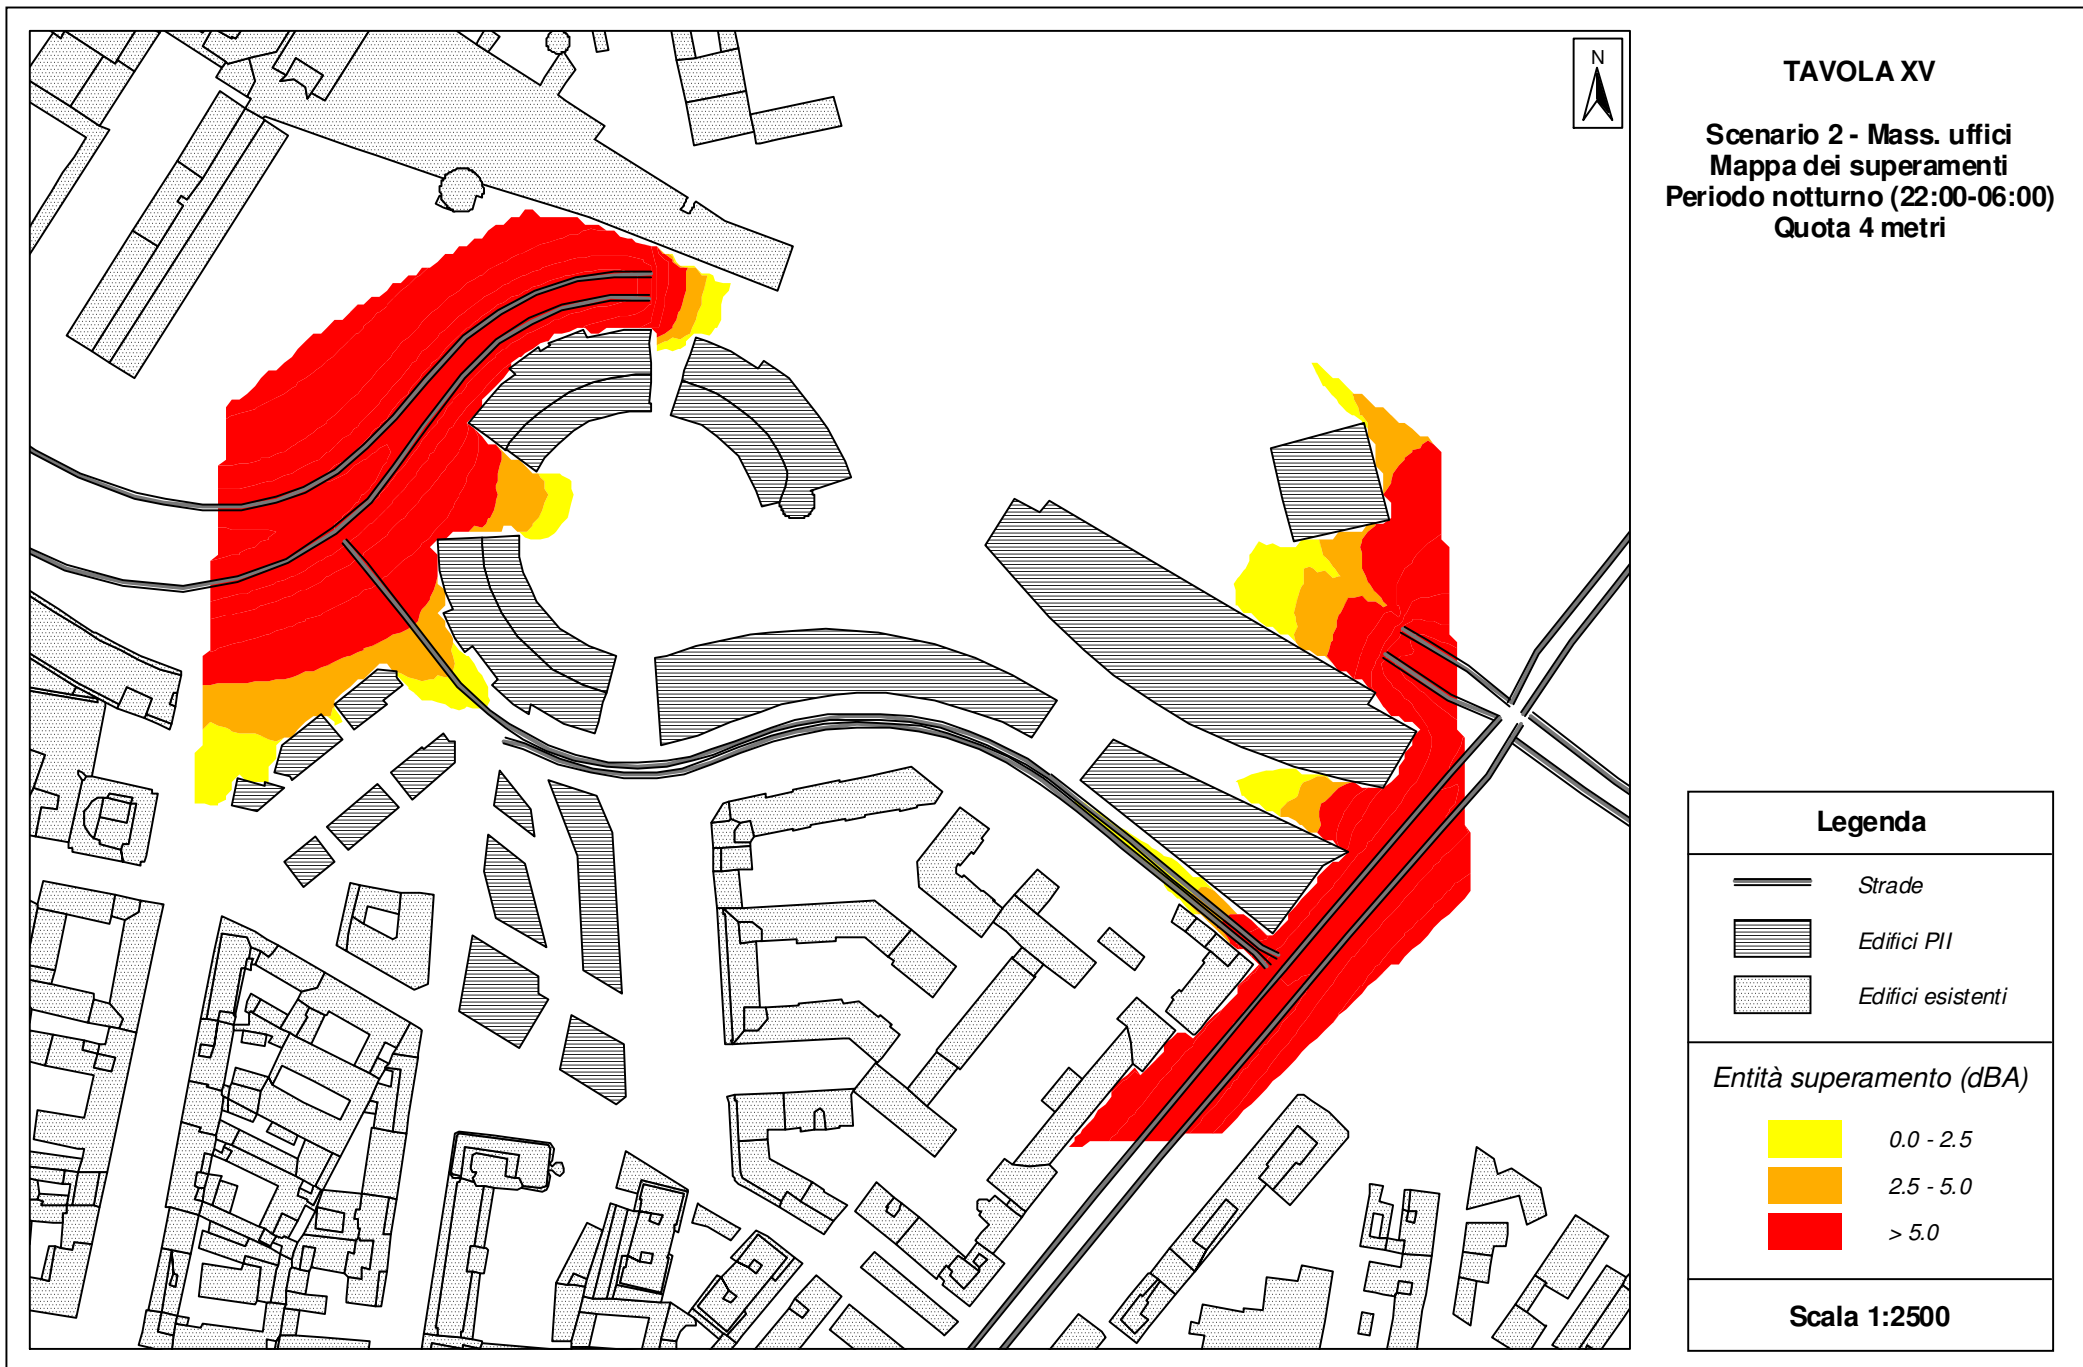 N
TAVOLA XV
Scenario 2 - Mass. uffici
Mappa dei superamenti
Periodo notturno (22:00-06:00)
Quota 4 metri
Legenda
Strade
Edifici PII
Edifici esistenti
Entità superamento (dBA)
0.0 - 2.5
2.5 - 5.0
> 5.0
Scala 1:2500